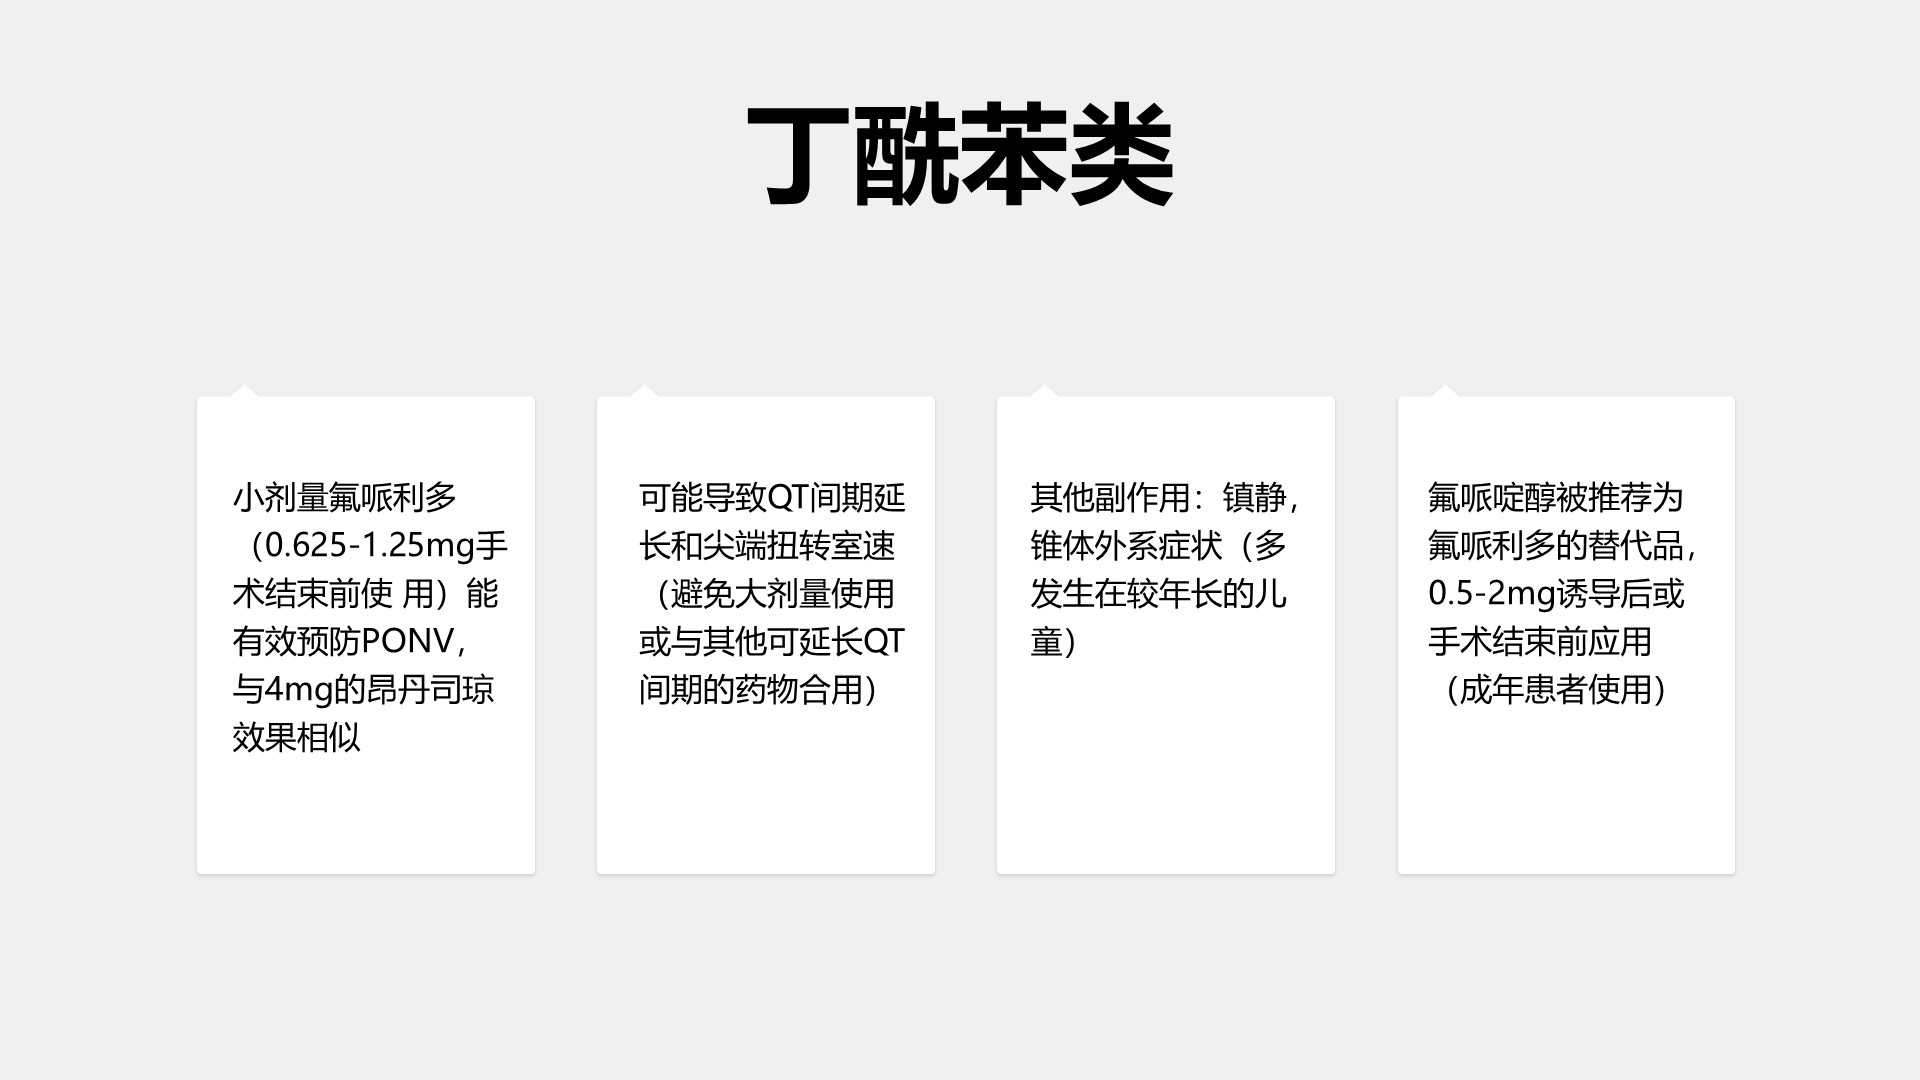 丁酰苯类
小剂量氟哌利多
（0.625-1.25mg手
术结束前使 用）能
有效预防PONV，
与4mg的昂丹司琼
效果相似
可能导致QT间期延
长和尖端扭转室速
（避免大剂量使用
或与其他可延长QT
间期的药物合用）
其他副作用：镇静，
锥体外系症状（多
发生在较年长的儿
童）
氟哌啶醇被推荐为
氟哌利多的替代品，
0.5-2mg诱导后或
手术结束前应用
（成年患者使用）